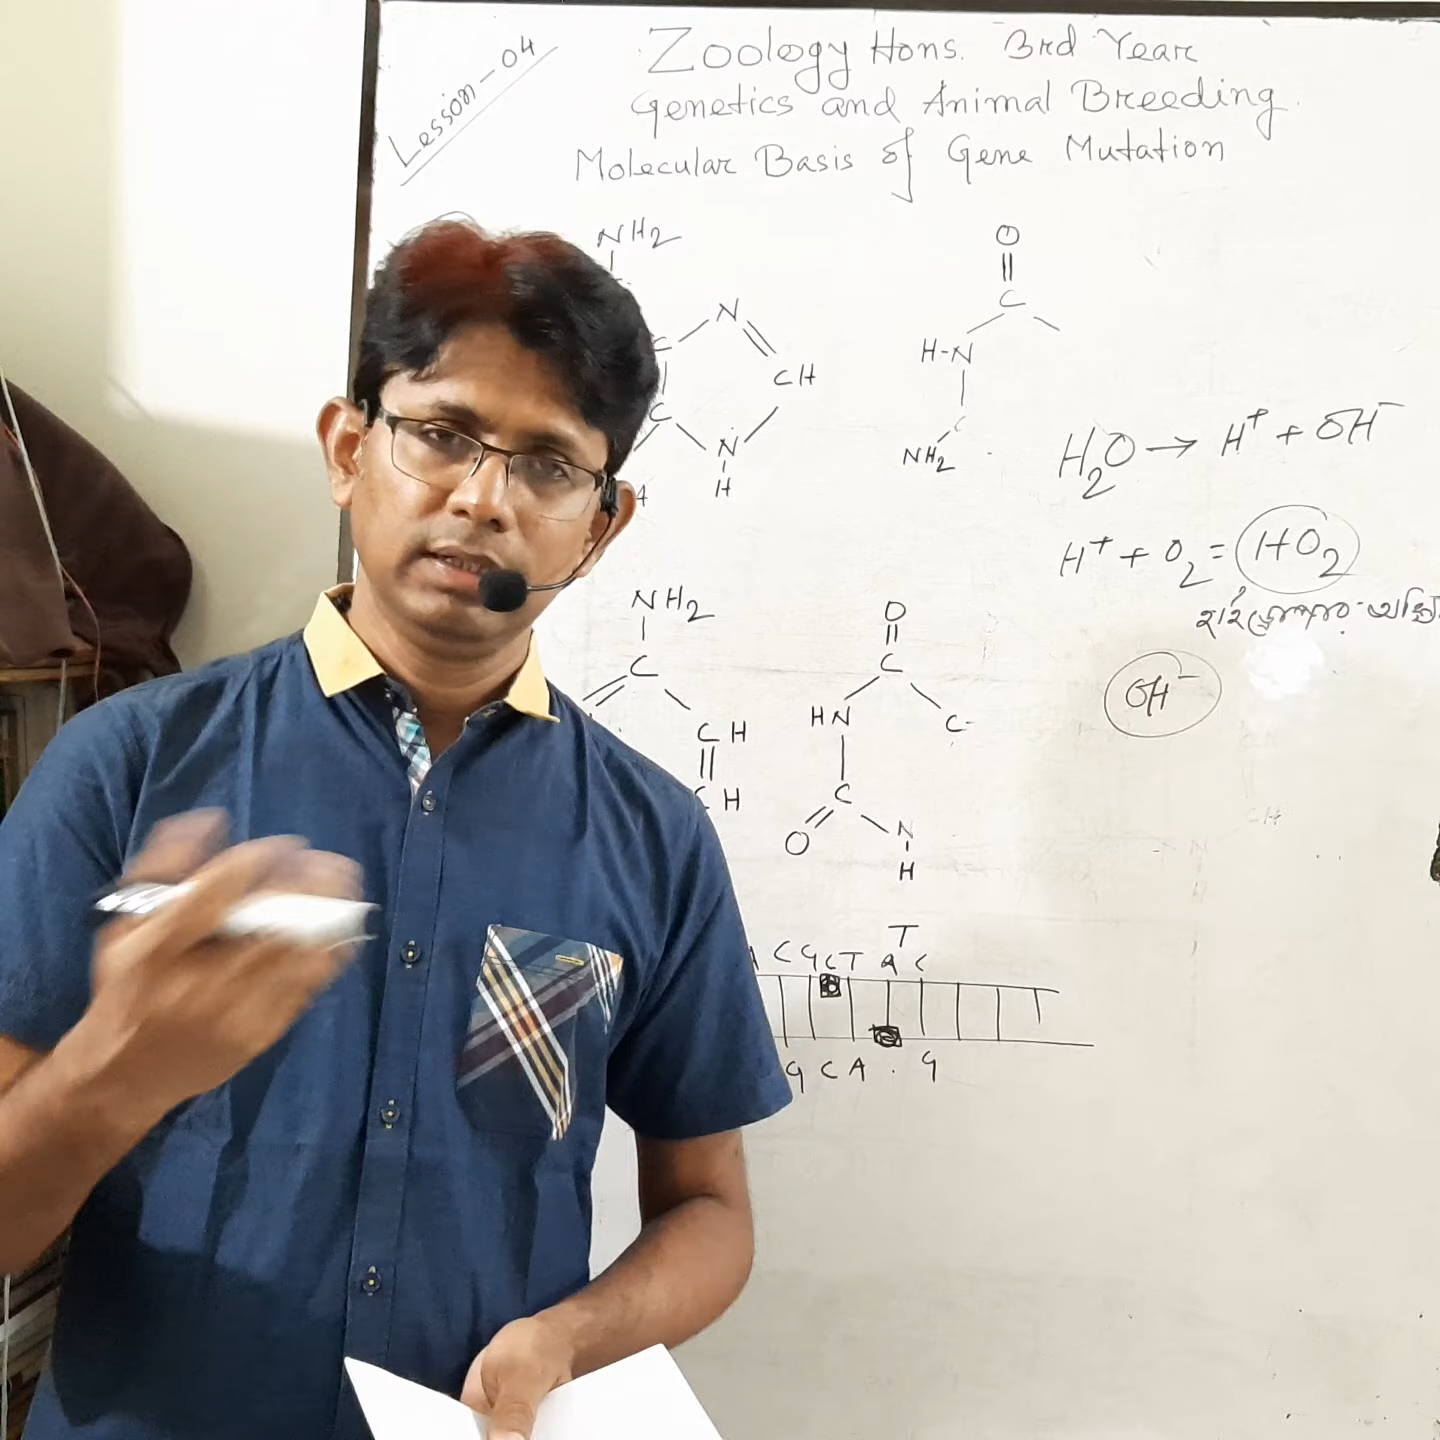 Lesson-04
Zoology Hons. 3rd Year
Genetics and Animal Breeding.
Molecular Basis of Gene Mutation
NH2
C
N
CH
C
N
H
A
O
C
H-N
C
NH2
H2O → H⁺ + OH⁻
H⁺ + O2 = HO2
OH⁻
NH2
C
CH
CH
O
C
HN
C-
C
O
N
H
T
A C G C T A C
G C A . G
CH
N
H